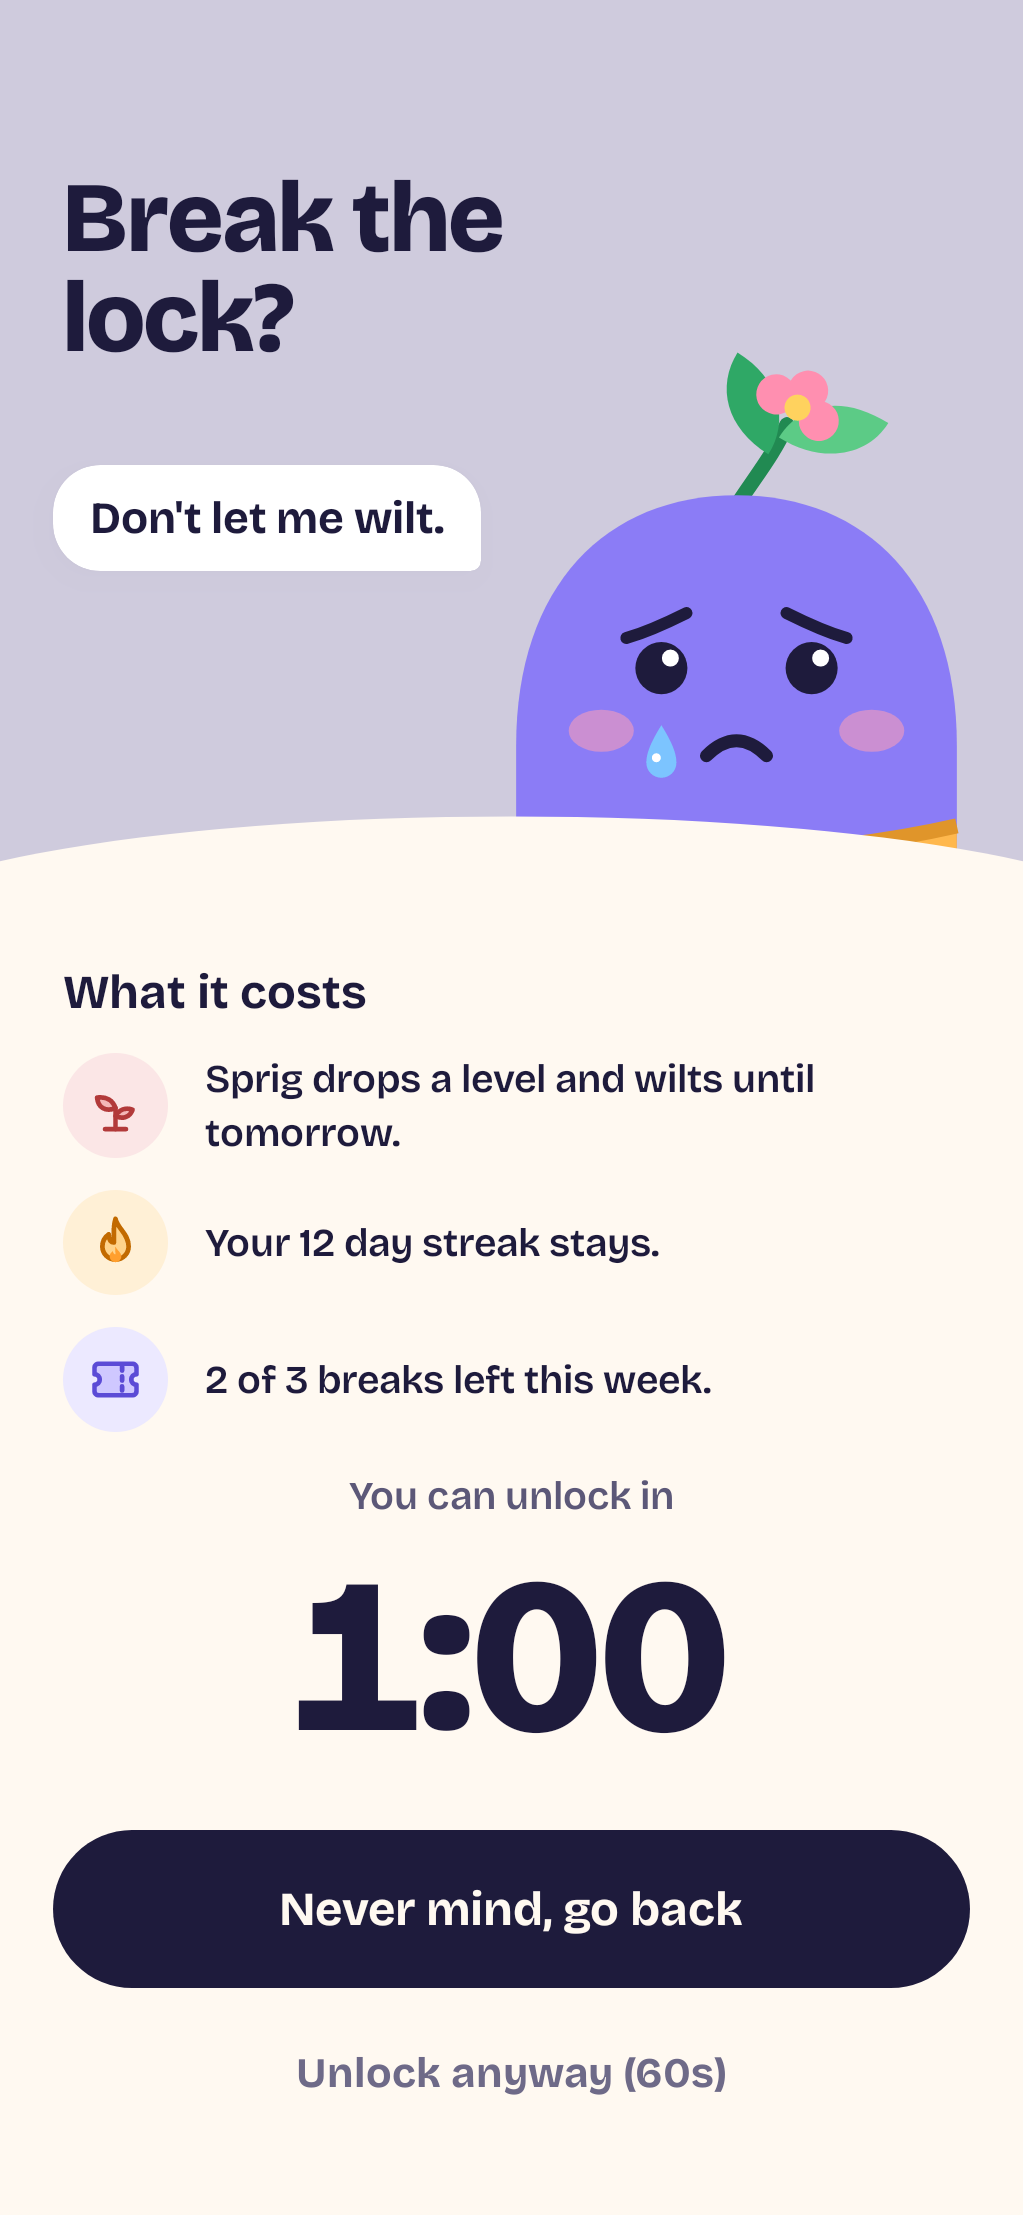 Break the
lock?
Don't let me wilt.
What it costs
Sprig drops a level and wilts until
tomorrow.
Your 12 day streak stays.
2 of 3 breaks left this week.
You can unlock in
1:00
Never mind, go back
Unlock anyway (60s)